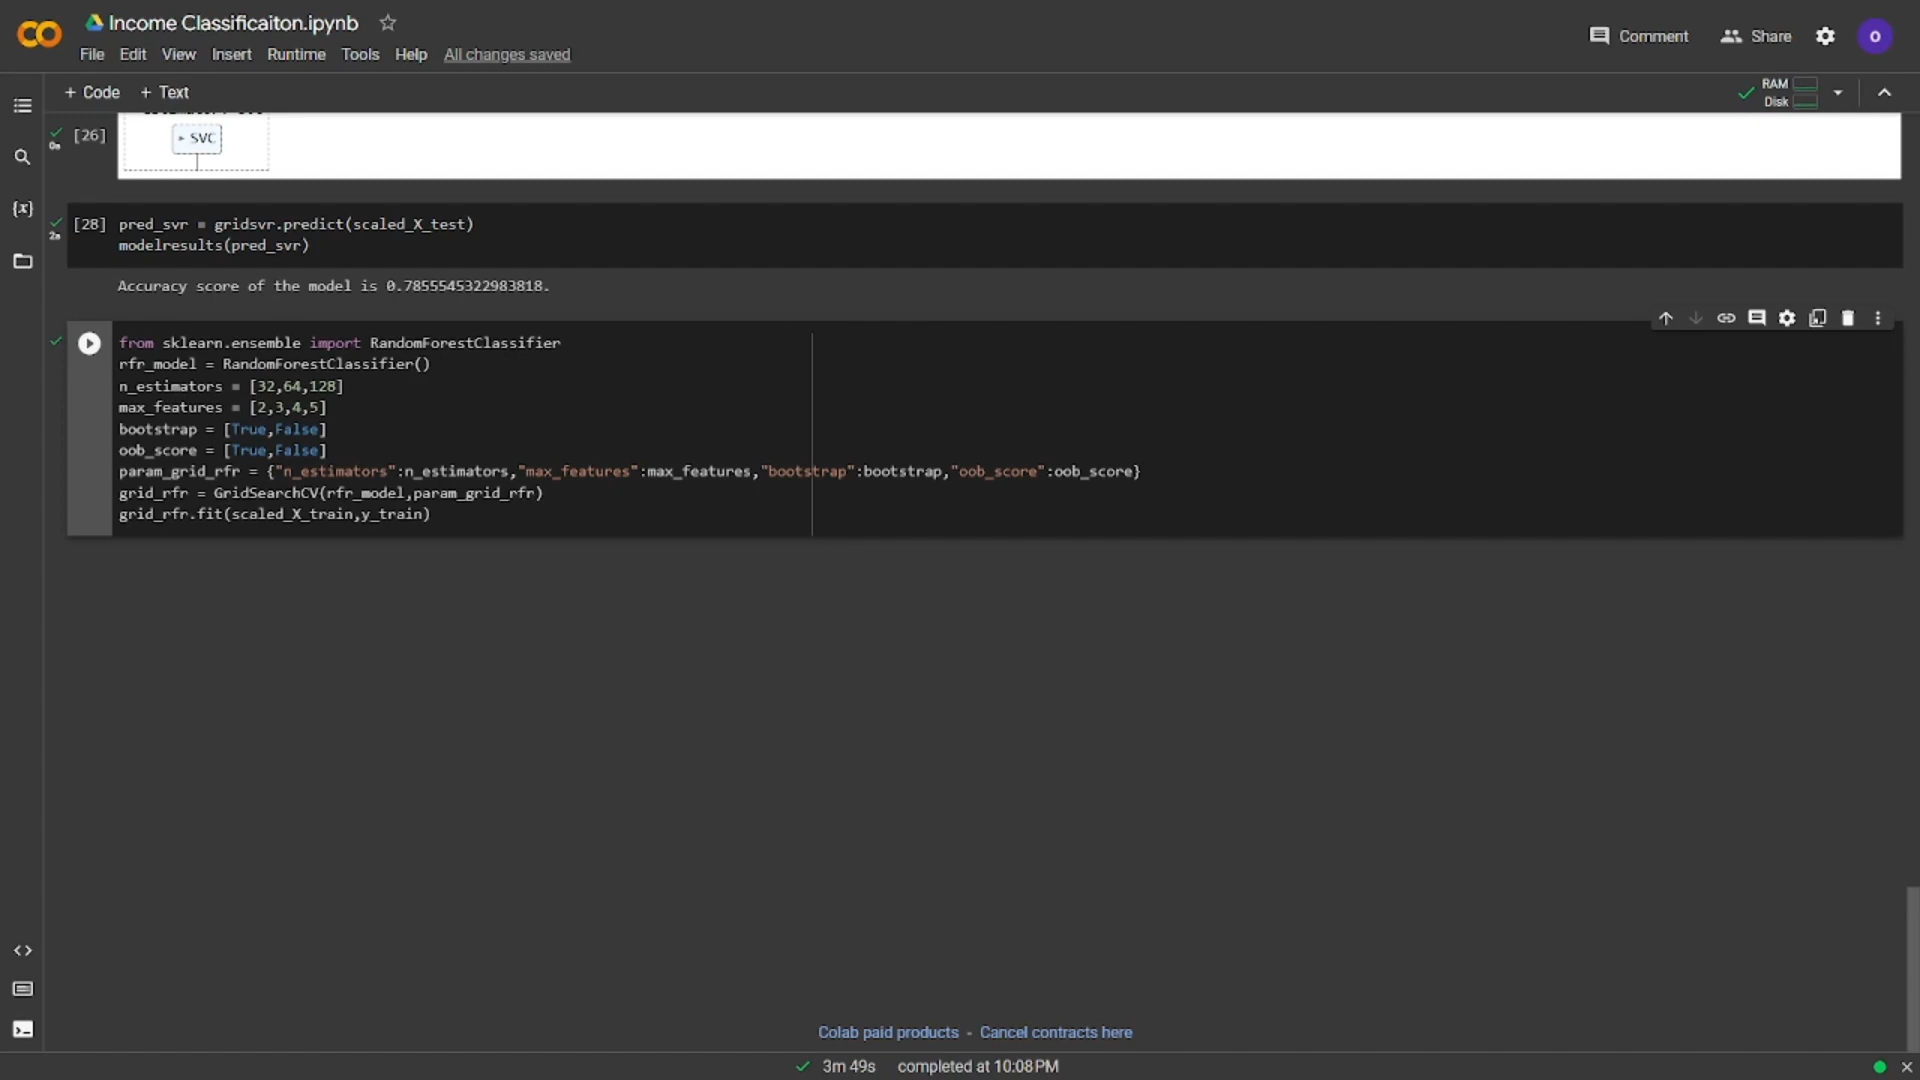 Income Classificaiton.ipynb
File Edit View Insert Runtime Tools Help All changes saved
Comment Share O
+ Code + Text
RAM
Disk
[26]
0s
SVC
[28]
2s
pred_svr = gridsvr.predict(scaled_X_test)
modelresults(pred_svr)
Accuracy score of the model is 0.7855545322983818.
from sklearn.ensemble import RandomForestClassifier
rfr_model = RandomForestClassifier()
n_estimators = [32,64,128]
max_features = [2,3,4,5]
bootstrap = [True,False]
oob_score = [True,False]
param_grid_rfr = {"n_estimators":n_estimators,"max_features":max_features,"bootstrap":bootstrap,"oob_score":oob_score}
grid_rfr = GridSearchCV(rfr_model,param_grid_rfr)
grid_rfr.fit(scaled_X_train,y_train)
Colab paid products - Cancel contracts here
3m 49s completed at 10:08 PM